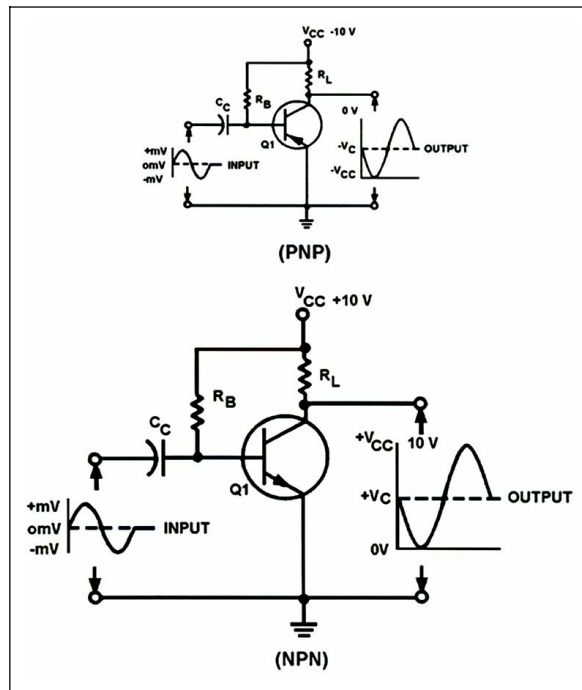 VCC -10 V
RL
CC
RB
Q1
+mV
omV
-mV
INPUT
0 V
-VC
-VCC
OUTPUT
(PNP)
VCC +10 V
RL
RB
CC
Q1
+mV
omV
-mV
INPUT
+VCC
10 V
+VC
0V
OUTPUT
(NPN)